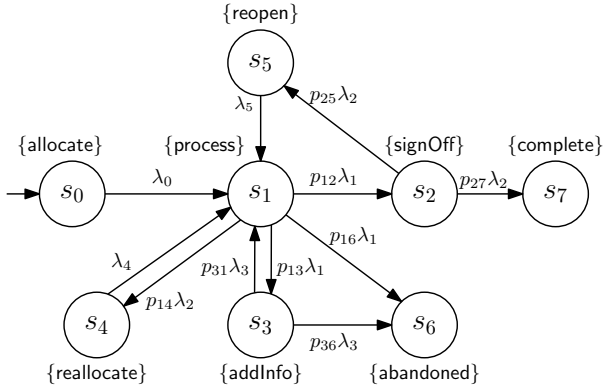 {reopen}
s5
λ5
p25λ2
{allocate}
{process}
{signOff}
{complete}
s0
λ0
s1
p12λ1
s2
p27λ2
s7
λ4
p14λ2
p31λ3
p13λ1
p16λ1
s4
s3
p36λ3
s6
{reallocate}
{addInfo}
{abandoned}